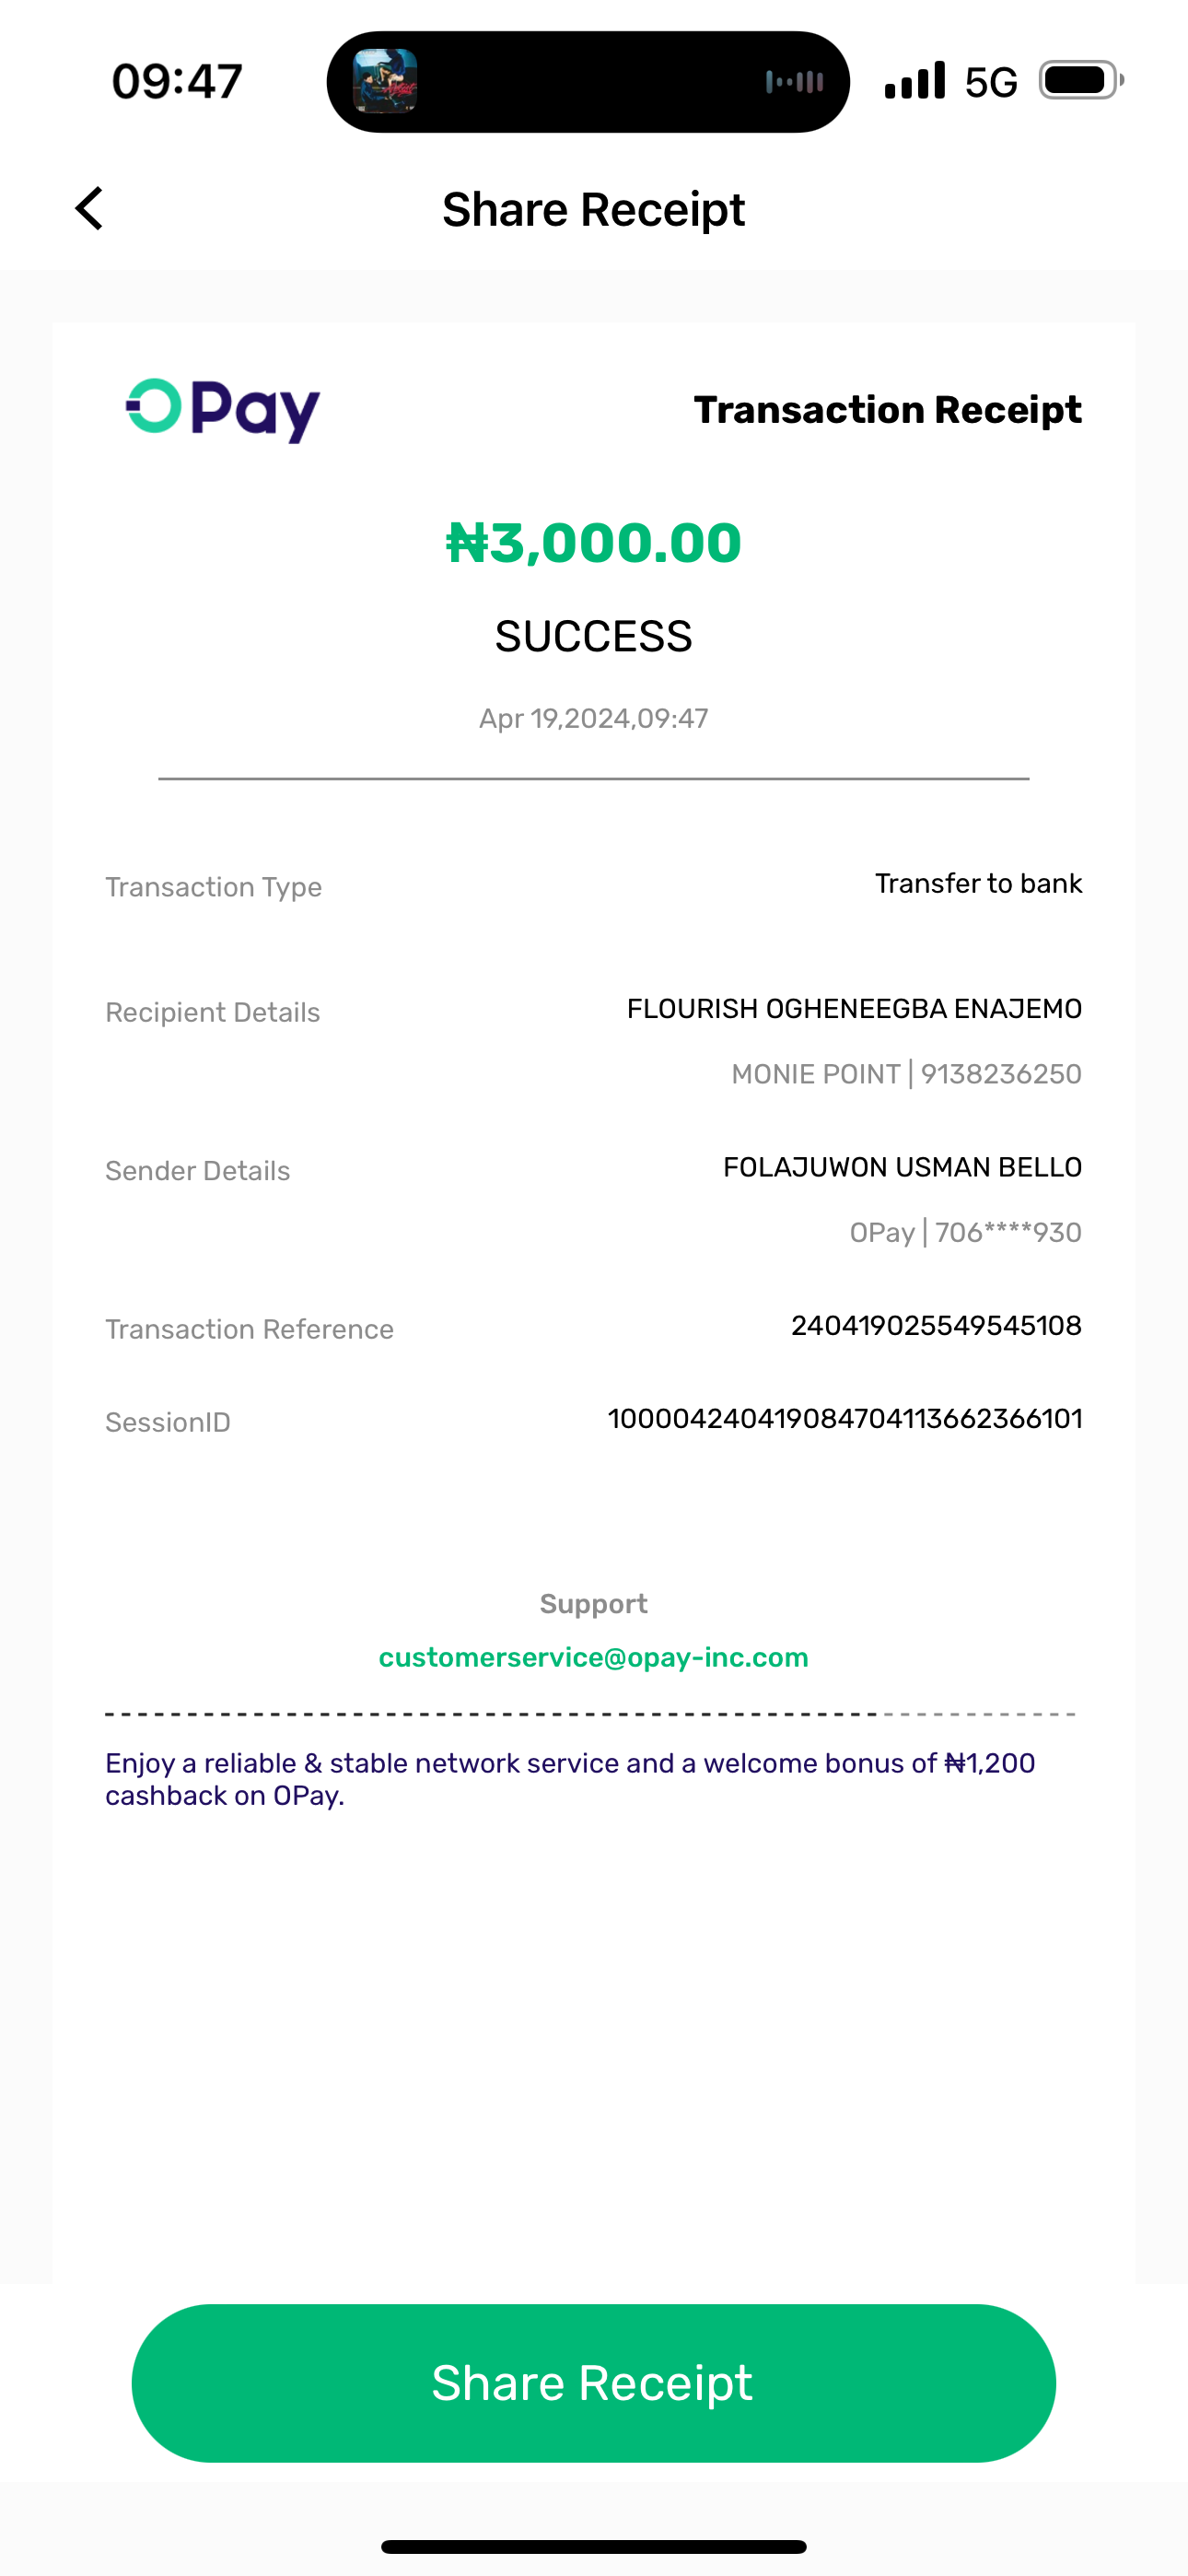 09:47
5G
Share Receipt
OPay
Transaction Receipt
₦3,000.00
SUCCESS
Apr 19,2024,09:47
Transaction Type
Transfer to bank
Recipient Details
FLOURISH OGHENEEGBA ENAJEMO
MONIE POINT | 9138236250
Sender Details
FOLAJUWON USMAN BELLO
OPay | 706****930
Transaction Reference
240419025549545108
SessionID
100004240419084704113662366101
Support
customerservice@opay-inc.com
Enjoy a reliable & stable network service and a welcome bonus of ₦1,200
cashback on OPay.
Share Receipt